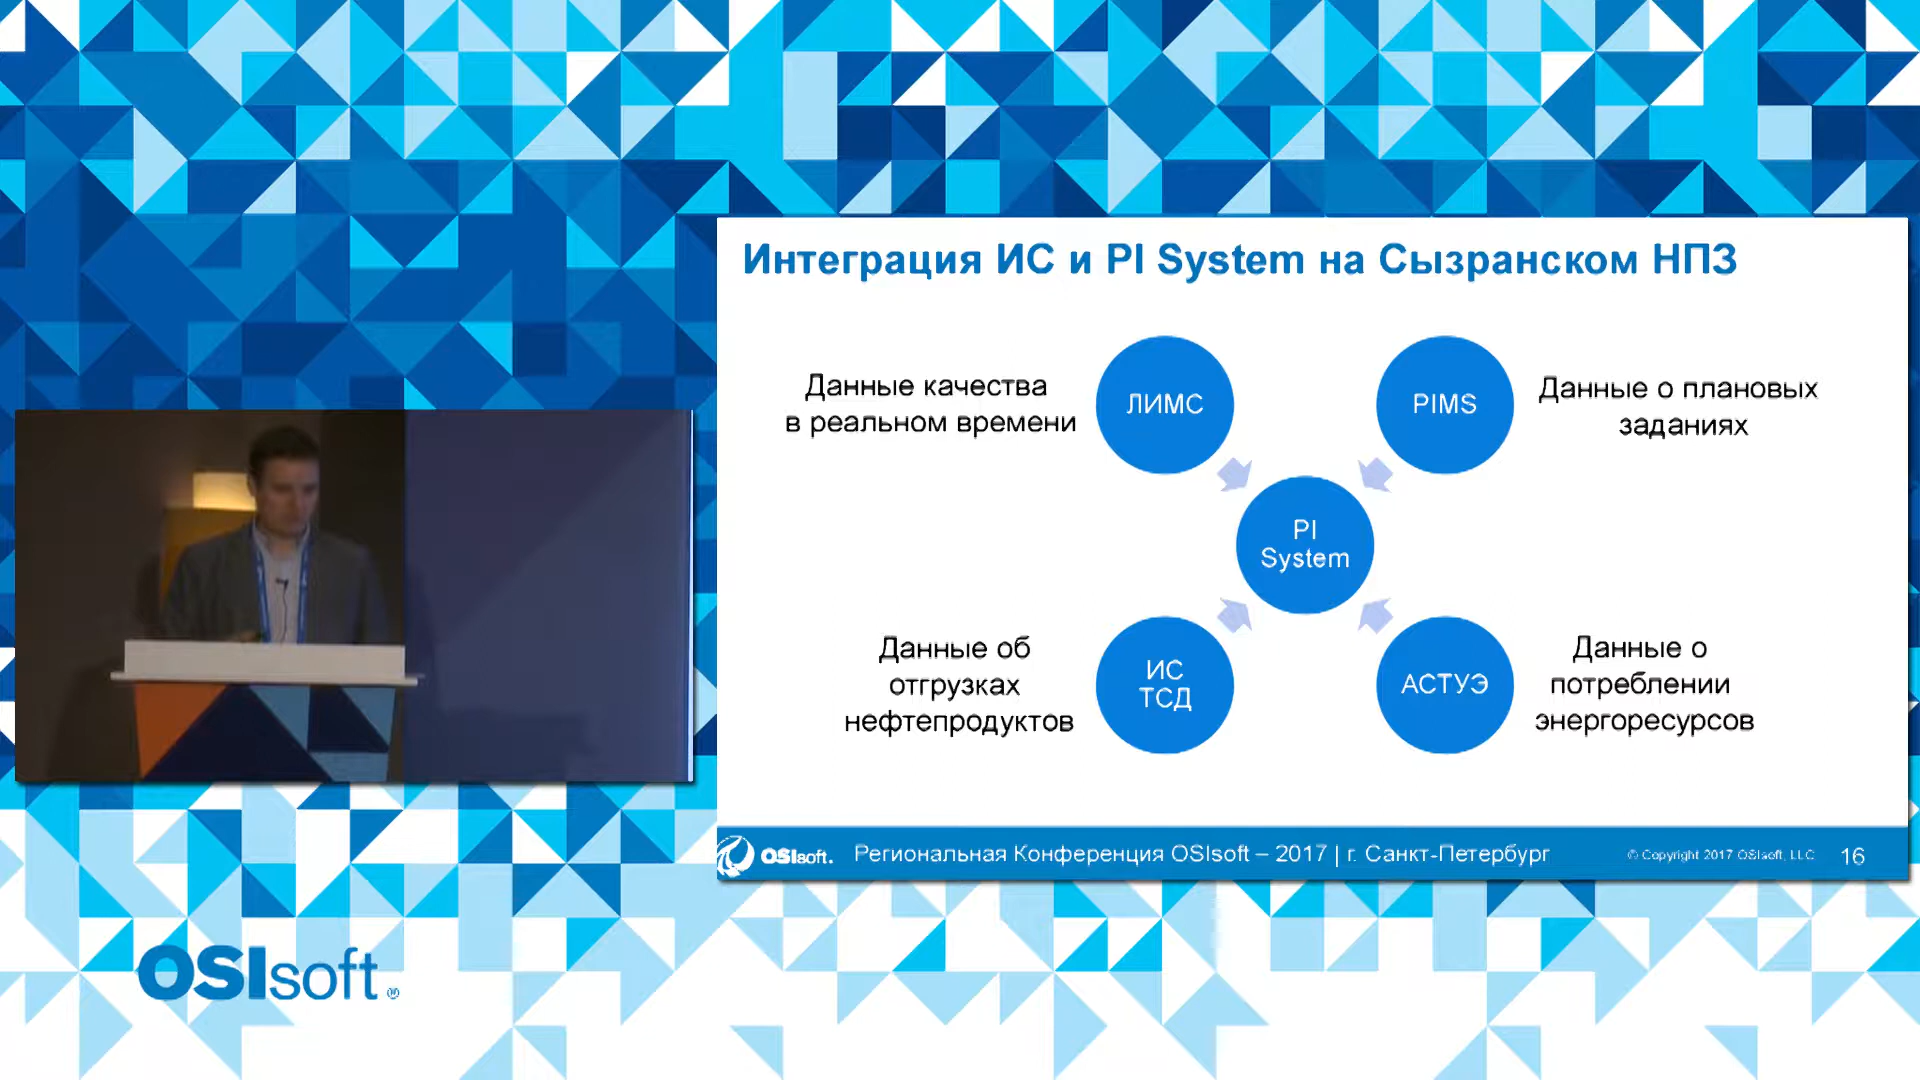 Интеграция ИС и PI System на Сызранском НПЗ
Данные качества
в реальном времени
ЛИМС
PIMS
Данные о плановых
заданиях
PI
System
Данные об
отгрузках
нефтепродуктов
ИС
ТСД
АСТУЭ
Данные о
потреблении
энергоресурсов
OSIsoft.
Региональная Конференция OSIsoft – 2017 | г. Санкт-Петербург
© Copyright 2017 OSIsoft, LLC
16
OSIsoft®